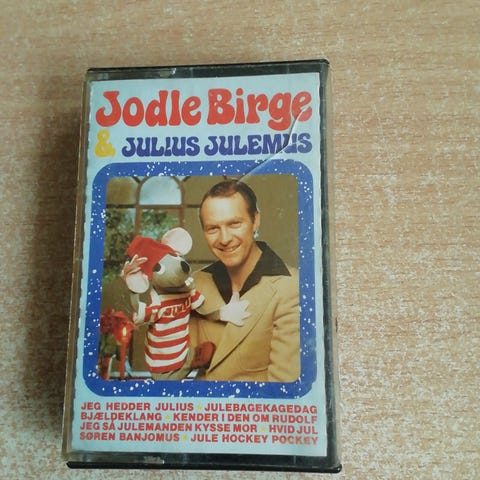 Jodle Birge
& JULIUS JULEMUS
JEG HEDDER JULIUS * JULEBAGEKAGEDAG
BJÆLDEKLANG * KENDER I DEN OM RUDOLF
JEG SÅ JULEMANDEN KYSSE MOR * HVID JUL
SØREN BANJOMUS * JULE HOCKEY POCKEY